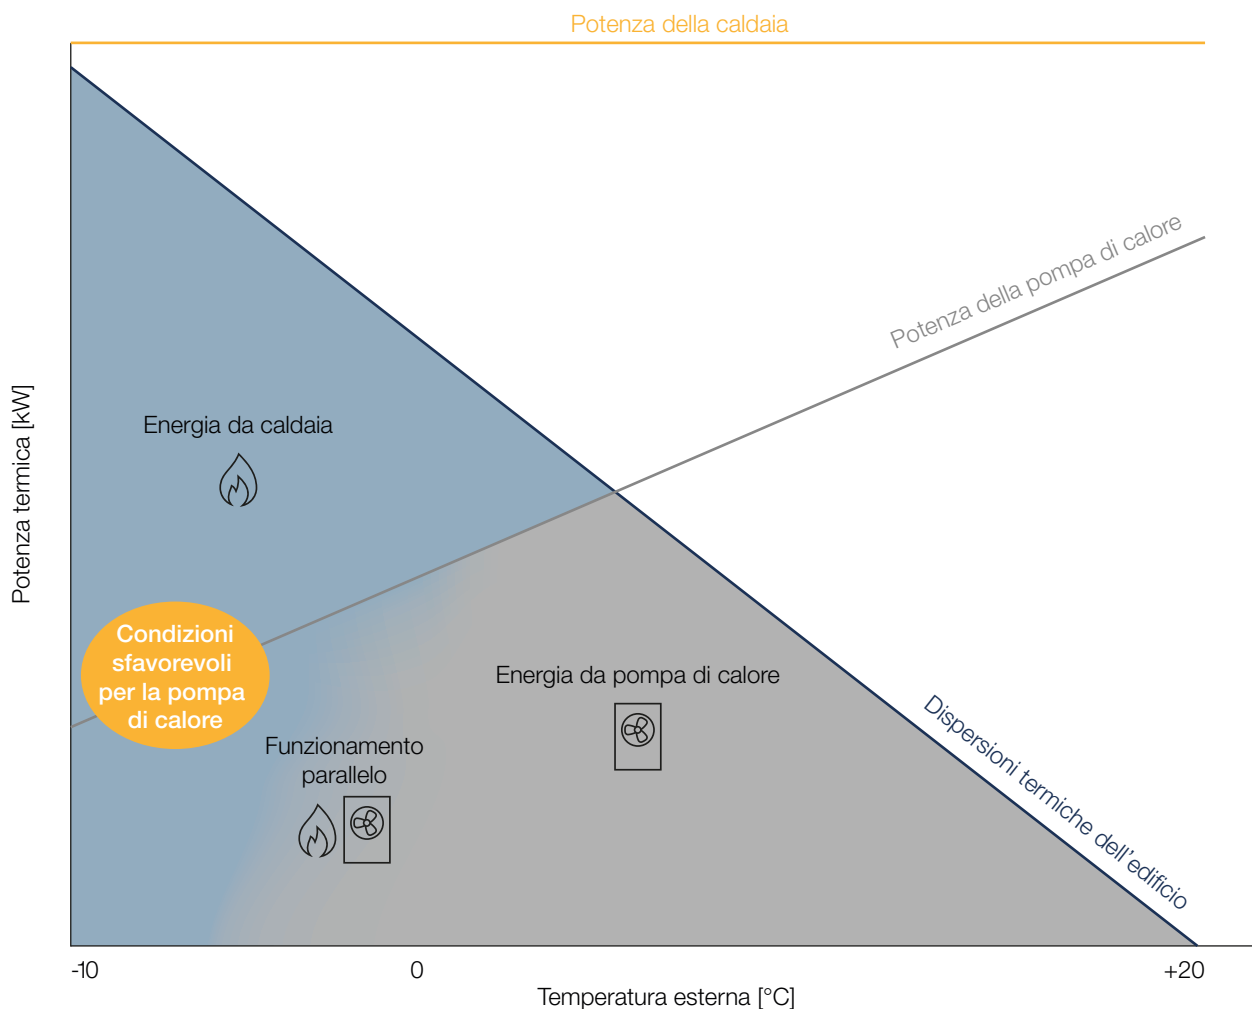 Potenza della caldaia
Potenza della pompa di calore
Potenza termica [kW]
Energia da caldaia
Condizioni
sfavorevoli
per la pompa
di calore
Energia da pompa di calore
Funzionamento
parallelo
Dispersioni termiche dell'edificio
-10
0
+20
Temperatura esterna [°C]